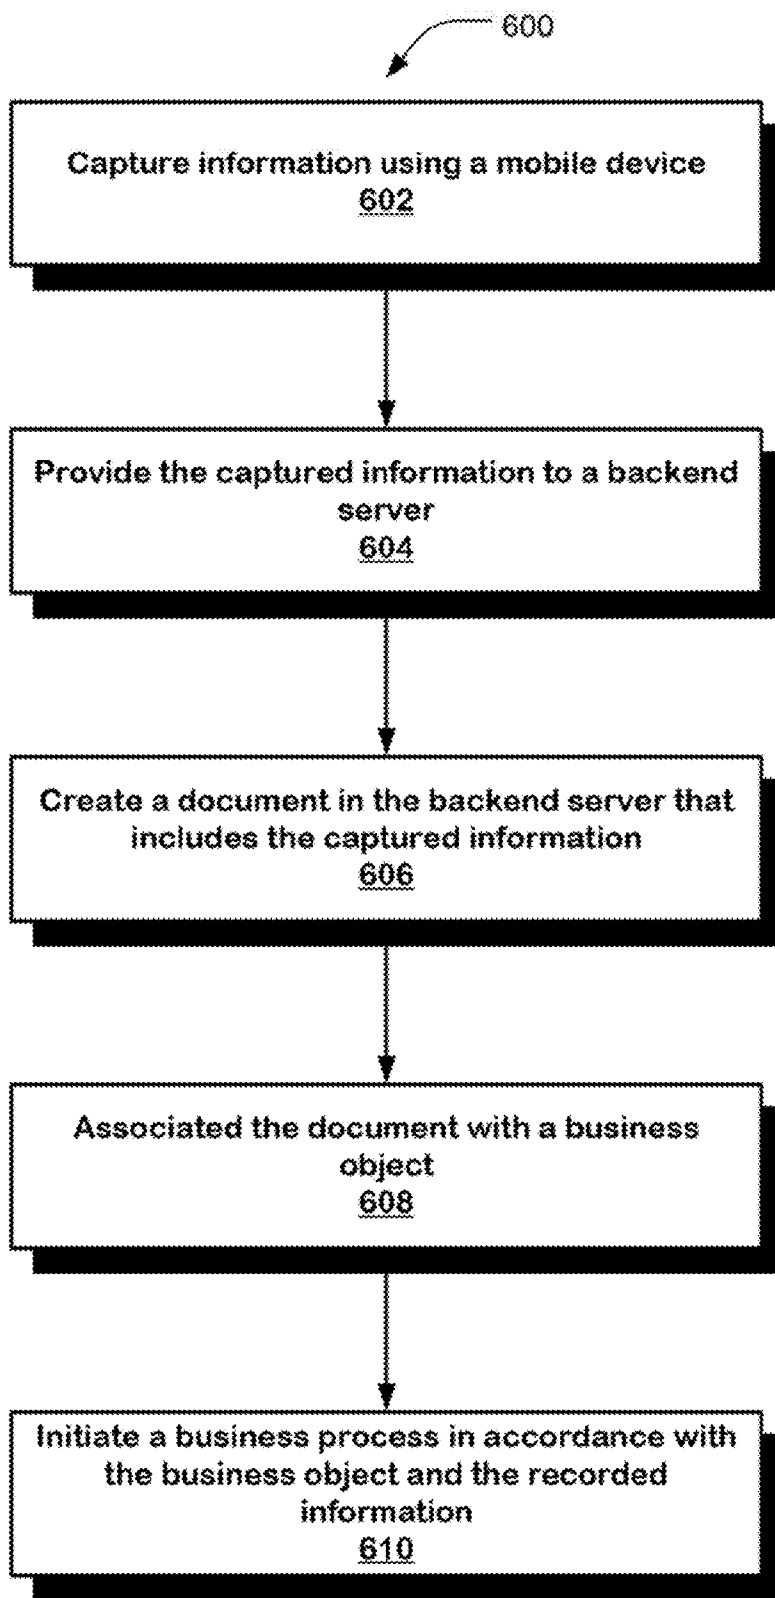 600
Capture information using a mobile device
602
Provide the captured information to a backend
server
604
Create a document in the backend server that
includes the captured information
606
Associated the document with a business
object
608
Initiate a business process in accordance with
the business object and the recorded
information
610